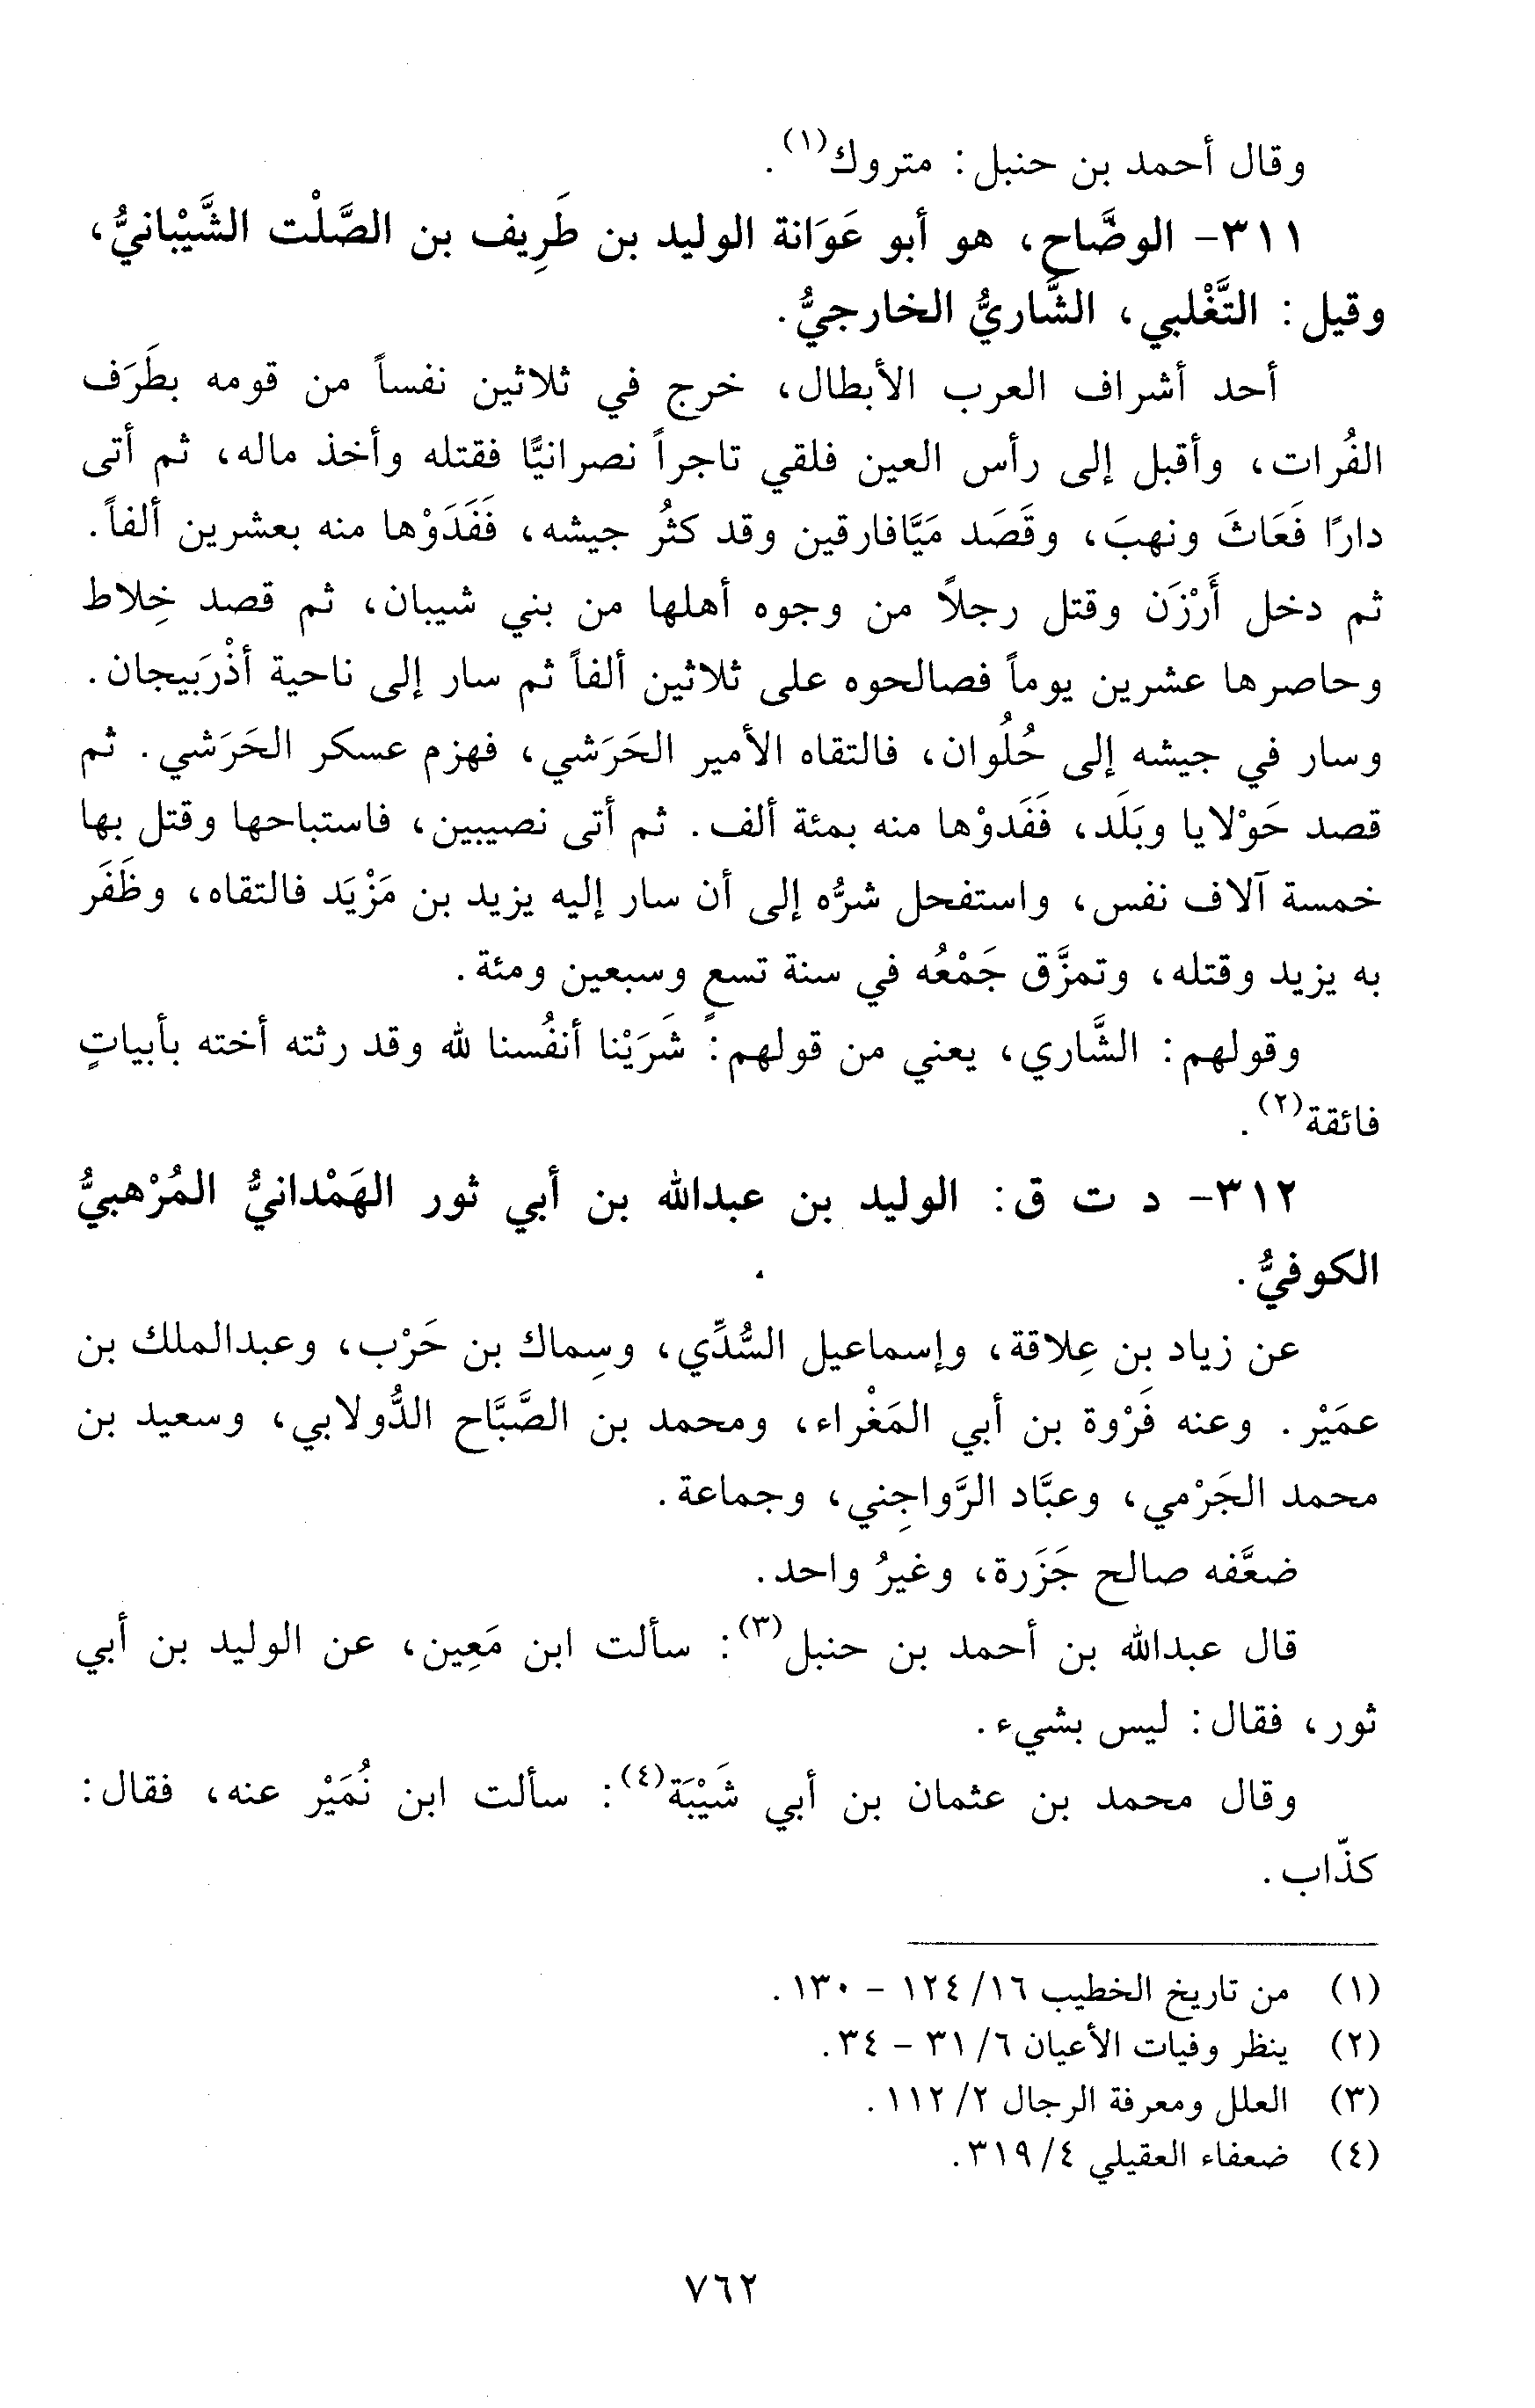 وقال أحمد بن حنبل: متروك(١).
٣١١- الوضَّاح، هو أبو عَوَانة الوليد بن طَرِيف بن الصَّلْت الشَّيْبانيُّ،
وقيل: التَّغْلبي، الشَّاريُّ الخارجيُّ.
أحد أشراف العرب الأبطال، خرج في ثلاثين نفساً من قومه بطَرَف
الفُرات، وأقبل إلى رأس العين فلقي تاجراً نصرانيًّا فقتله وأخذ ماله، ثم أتى
دارًا فَعَاثَ ونهبَ، وقَصَد مَيَّافارقين وقد كثُر جيشه، فَفَدَوْها منه بعشرين ألفاً.
ثم دخل أَرْزَن وقتل رجلاً من وجوه أهلها من بني شيبان، ثم قصد خِلاط
وحاصرها عشرين يوماً فصالحوه على ثلاثين ألفاً ثم سار إلى ناحية أذْرَبيجان.
وسار في جيشه إلى حُلُوان، فالتقاه الأمير الحَرَشي، فهزم عسكر الحَرَشي. ثم
قصد حَوْلايا وبَلَد، فَفَدوْها منه بمئة ألف. ثم أتى نصيبين، فاستباحها وقتل بها
خمسة آلاف نفس، واستفحل شرُّه إلى أن سار إليه يزيد بن مَزْيَد فالتقاه، وظَفَر
به يزيد وقتله، وتمزَّق جَمْعُه في سنة تسعٍ وسبعين ومئة.
وقولهم: الشَّاري، يعني من قولهم: شَرَيْنا أنفُسنا لله وقد رثته أخته بأبياتٍ
فائقة(٢).
٣١٢- د ت ق: الوليد بن عبدالله بن أبي ثور الهَمْدانيُّ المُرْهبيُّ
الكوفيُّ.
عن زياد بن عِلاقة، وإسماعيل السُّدِّي، وسِماك بن حَرْب، وعبدالملك بن
عمَيْر. وعنه فَرْوة بن أبي المَغْراء، ومحمد بن الصَّبَّاح الدُّولابي، وسعيد بن
محمد الجَرْمي، وعبَّاد الرَّواجِني، وجماعة.
ضعَّفه صالح جَزَرة، وغيرُ واحد.
قال عبدالله بن أحمد بن حنبل(٣): سألت ابن مَعِين، عن الوليد بن أبي
ثور، فقال: ليس بشيء.
وقال محمد بن عثمان بن أبي شَيْبَة(٤): سألت ابن نُمَيْر عنه، فقال:
كذّاب.
(١) من تاريخ الخطيب ١٦/ ١٢٤ - ١٣٠.
(٢) ينظر وفيات الأعيان ٦/ ٣١ - ٣٤.
(٣) العلل ومعرفة الرجال ٢/ ١١٢.
(٤) ضعفاء العقيلي ٤/ ٣١٩.
٧٦٢